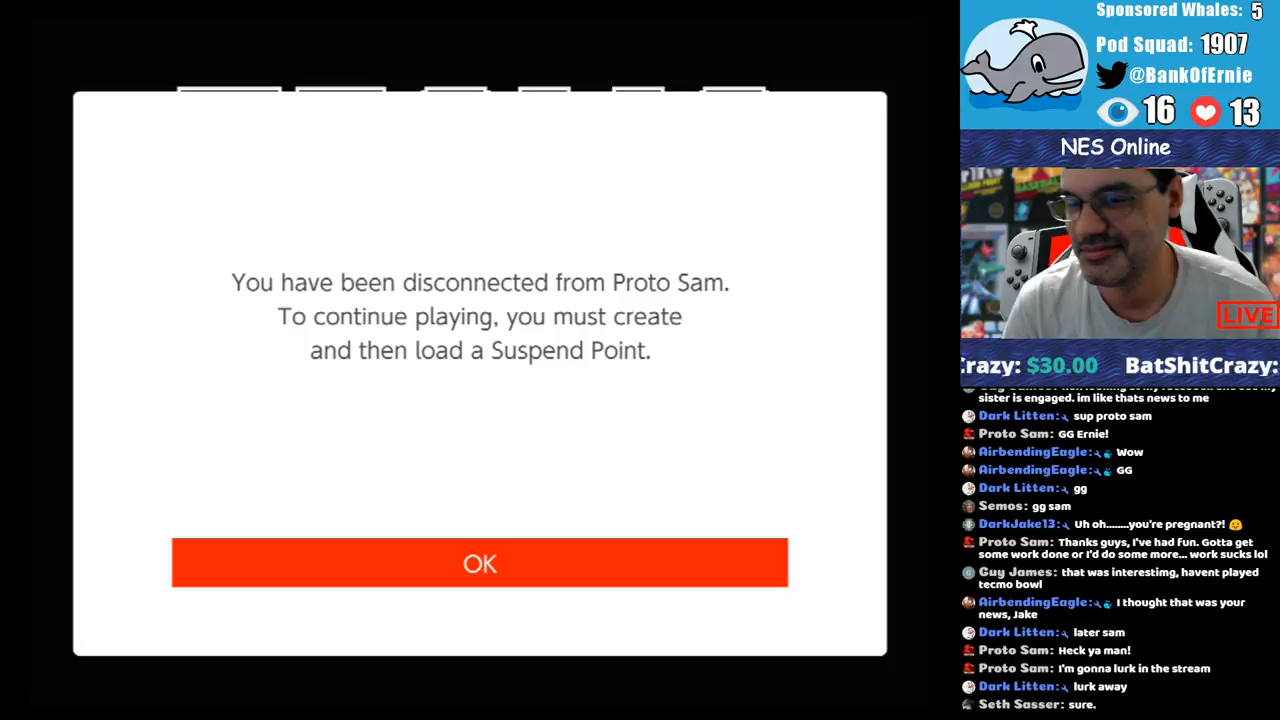 You have been disconnected from Proto Sam.
To continue playing, you must create
and then load a Suspend Point.
OK
Sponsored Whales: 5
Pod Squad: 1907
@BankOfErnie
16 13
NES Online
LIVE
Crazy: $30.00 BatShitCrazy:
sister is engaged. im like thats news to me
Dark Litten: sup proto sam
Proto Sam: GG Ernie!
AirbendingEagle: Wow
AirbendingEagle: GG
Dark Litten: gg
Semos: gg sam
DarkJake13: Uh oh........you're pregnant?! 🤗
Proto Sam: Thanks guys, I've had fun. Gotta get
some work done or I'd do some more... work sucks lol
Guy James: that was interestimg, havent played
tecmo bowl
AirbendingEagle: I thought that was your
news, Jake
Dark Litten: later sam
Proto Sam: Heck ya man!
Proto Sam: I'm gonna lurk in the stream
Dark Litten: lurk away
Seth Sasser: sure.